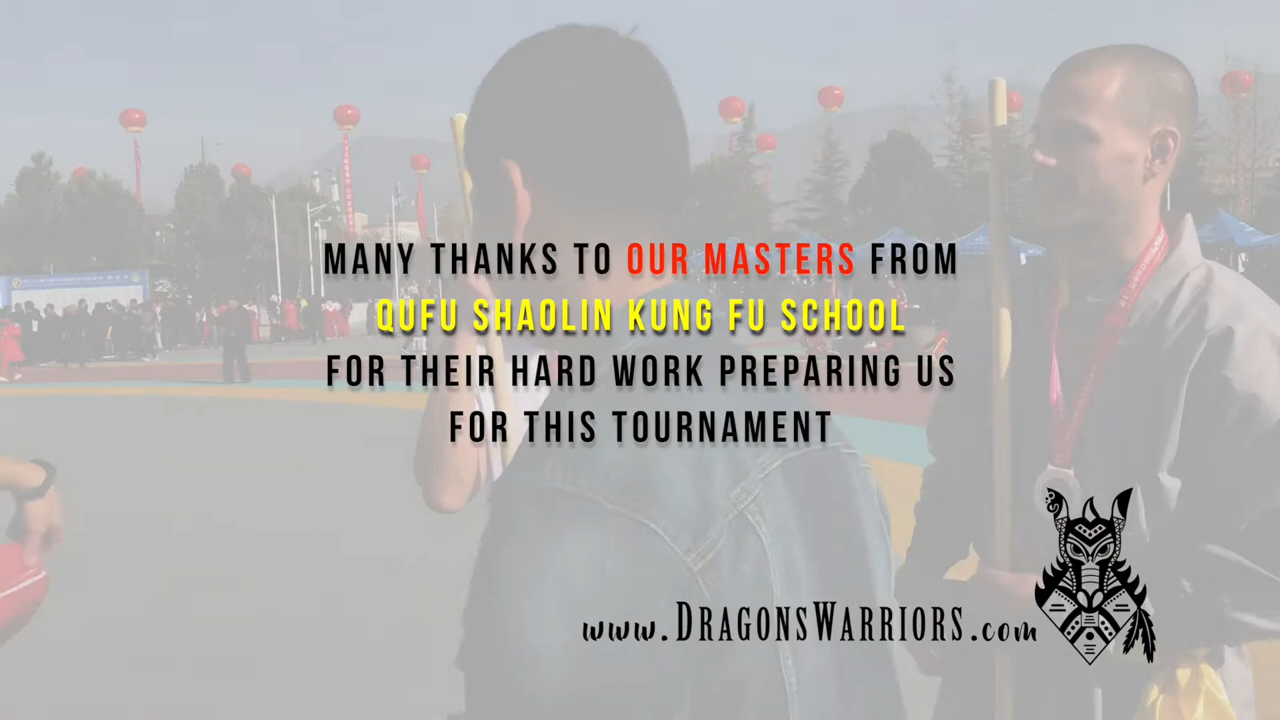 MANY THANKS TO OUR MASTERS FROM
QUFU SHAOLIN KUNG FU SCHOOL
FOR THEIR HARD WORK PREPARING US
FOR THIS TOURNAMENT
www.DRAGONSWARRIORS.com